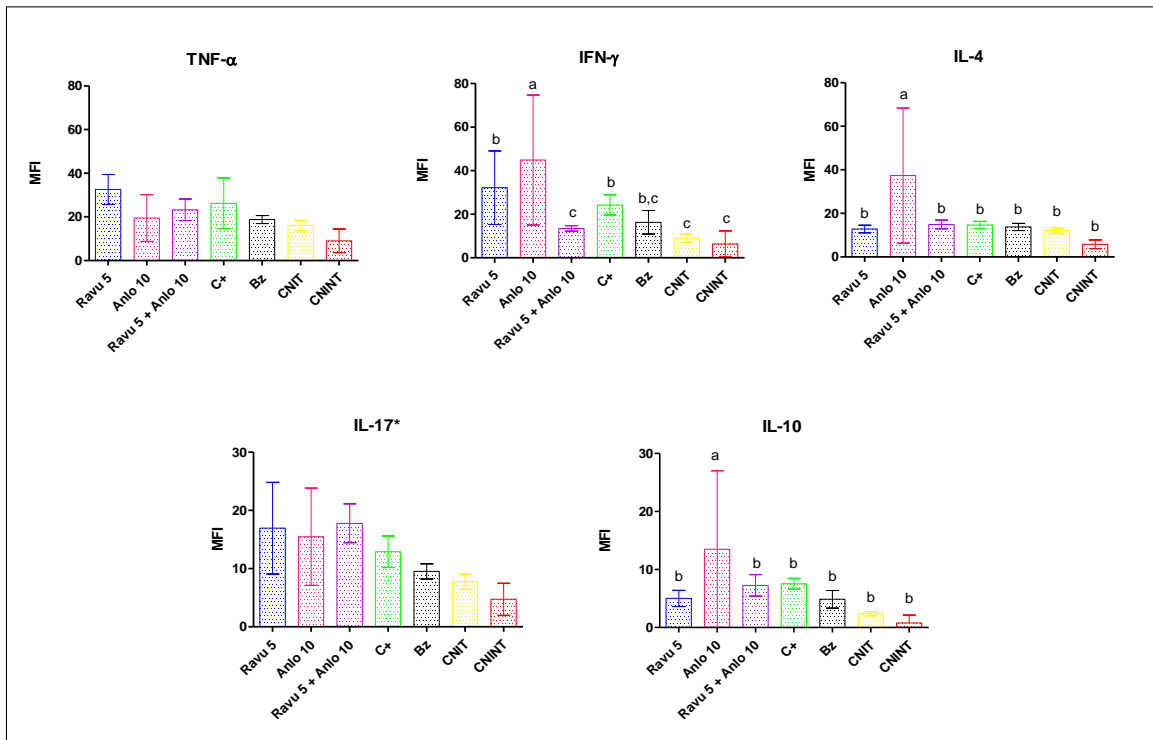 TNF-α
80
60
40
20
0
MFI
Ravu 5
Anlo 10
Ravu 5 + Anlo 10
C+
Bz
CNIT
CNINT
IFN-γ
80
60
40
20
0
MFI
b
a
c
b
b,c
c
c
Ravu 5
Anlo 10
Ravu 5 + Anlo 10
C+
Bz
CNIT
CNINT
IL-4
80
60
40
20
0
MFI
b
a
b
b
b
b
b
Ravu 5
Anlo 10
Ravu 5 + Anlo 10
C+
Bz
CNIT
CNINT
IL-17*
30
20
10
0
MFI
Ravu 5
Anlo 10
Ravu 5 + Anlo 10
C+
Bz
CNIT
CNINT
IL-10
30
20
10
0
MFI
b
a
b
b
b
b
b
Ravu 5
Anlo 10
Ravu 5 + Anlo 10
C+
Bz
CNIT
CNINT